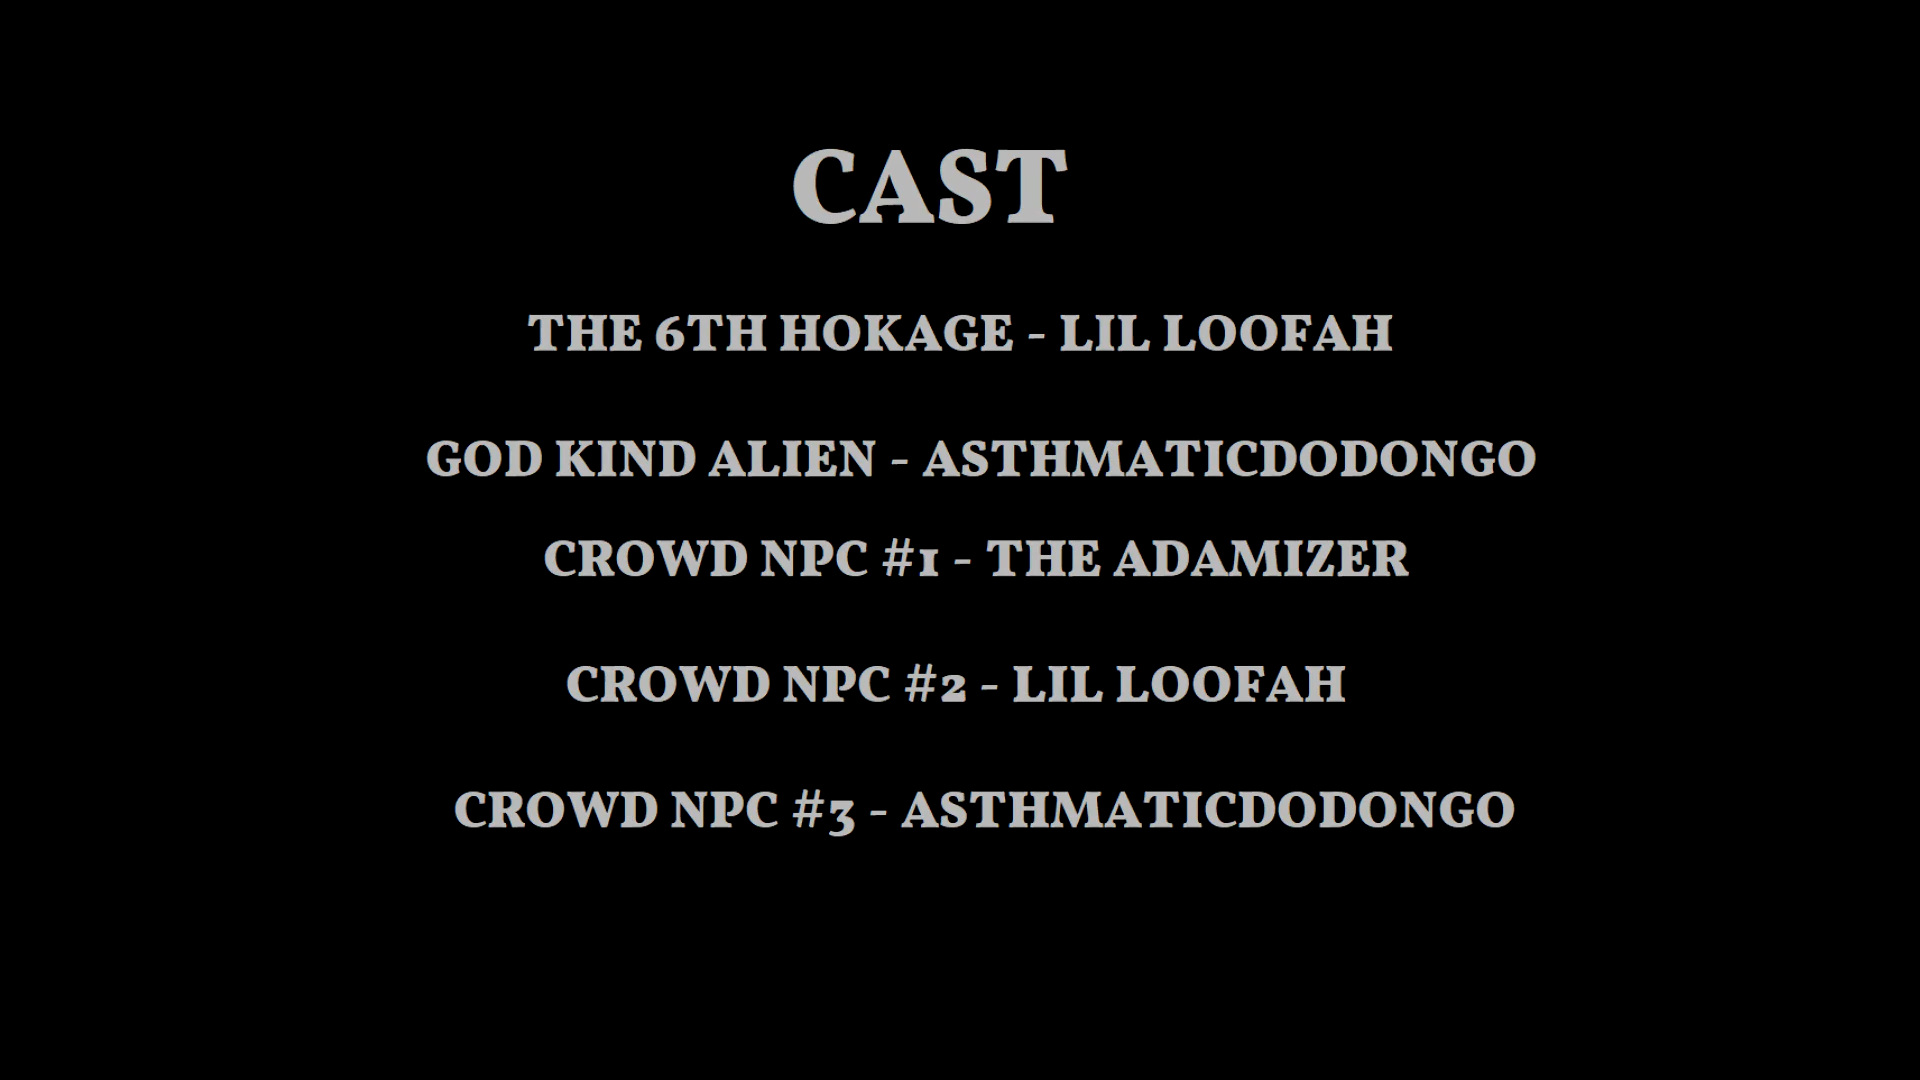 CAST
THE 6TH HOKAGE - LIL LOOFAH
GOD KIND ALIEN - ASTHMATICDODONGO
CROWD NPC #1 - THE ADAMIZER
CROWD NPC #2 - LIL LOOFAH
CROWD NPC #3 - ASTHMATICDODONGO